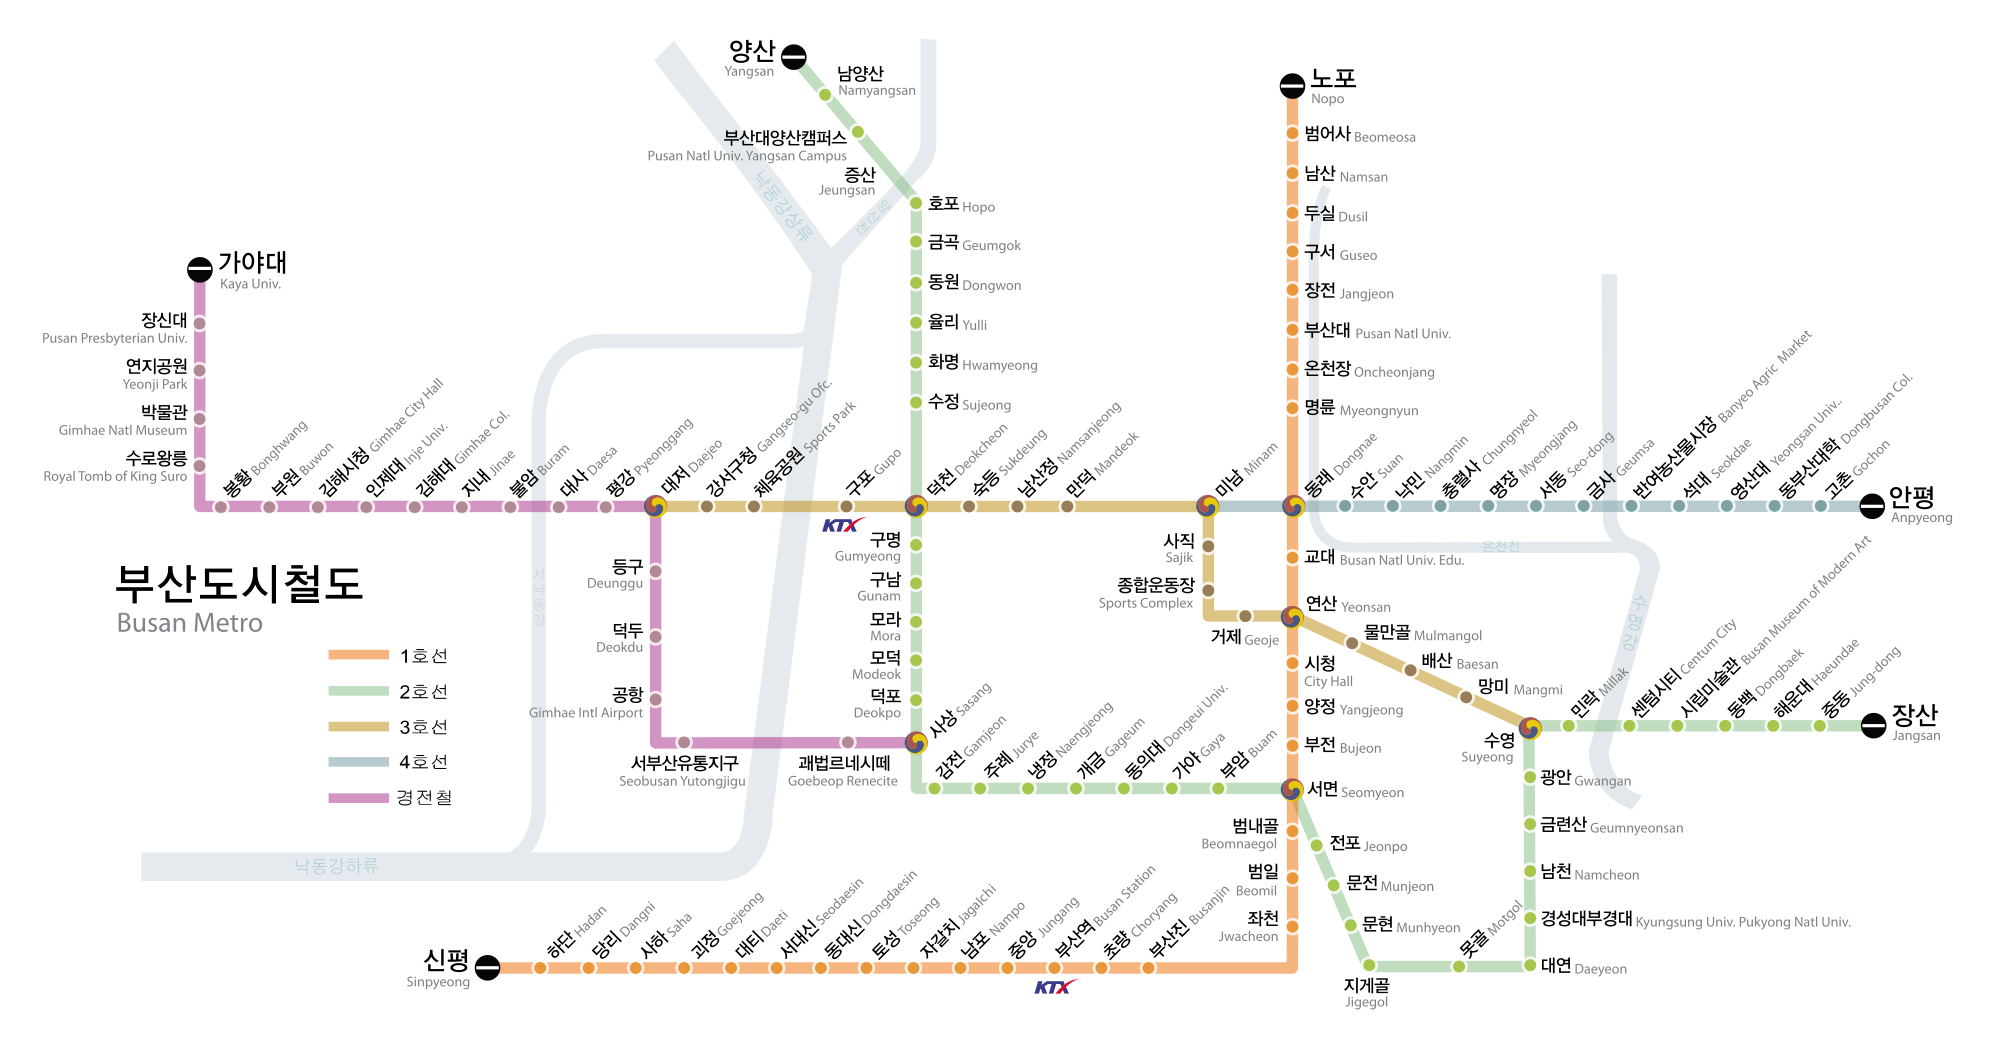 양산
Yangsan
남양산
Namyangsan
부산대양산캠퍼스
Pusan Natl Univ. Yangsan Campus
증산
Jeungsan
낙동강상류
양산천
호포 Hopo
금곡 Geumgok
동원 Dongwon
율리 Yulli
화명 Hwamyeong
수정 Sujeong
노포
Nopo
범어사 Beomeosa
남산 Namsan
두실 Dusil
구서 Guseo
장전 Jangjeon
부산대 Pusan Natl Univ.
온천장 Oncheonjang
명륜 Myeongnyun
가야대
Kaya Univ.
장신대
Pusan Presbyterian Univ.
연지공원
Yeonji Park
박물관
Gimhae Natl Museum
수로왕릉
Royal Tomb of King Suro
봉황 Bonghwang
부원 Buwon
김해시청 Gimhae City Hall
인제대 Inje Univ.
김해대 Gimhae Col.
지내 Jinae
불암 Buram
대사 Daesa
평강 Pyeonggang
대저 Daejeo
강서구청 Gangseo-gu Ofc.
체육공원 Sports Park
구포 Gupo
KTX
덕천 Deokcheon
숙등 Sukdeung
남산정 Namsanjeong
만덕 Mandeok
미남 Minam
동래 Dongnae
수안 Suan
낙민 Nangmin
충렬사 Chungnyeol
명장 Myeongjang
서동 Seo-dong
금사 Geumsa
반여농산물시장 Banyeo Agric Market
석대 Seokdae
영산대 Yeongsan Univ..
동부산대학 Dongbusan Col.
고촌 Gochon
안평
Anpyeong
부산도시철도
Busan Metro
1호선
2호선
3호선
4호선
경전철
서낙동강
등구
Deunggu
덕두
Deokdu
공항
Gimhae Intl Airport
서부산유통지구
Seobusan Yutongjigu
괘법르네시떼
Goebeop Renecite
구명
Gumyeong
구남
Gunam
모라
Mora
모덕
Modeok
덕포
Deokpo
사상 Sasang
감전 Gamjeon
주례 Jurye
냉정 Naengjeong
개금 Gageum
동의대 Dongeui Univ.
가야 Gaya
부암 Buam
사직
Sajik
종합운동장
Sports Complex
거제 Geoje
교대 Busan Natl Univ. Edu.
연산 Yeonsan
시청
City Hall
양정 Yangjeong
부전 Bujeon
서면 Seomyeon
온천천
수영강
물만골 Mulmangol
배산 Baesan
망미 Mangmi
수영
Suyeong
민락 Millak
센텀시티 Centum City
시립미술관 Busan Museum of Modern Art
동백 Dongbaek
해운대 Haeundae
중동 Jung-dong
장산
Jangsan
광안 Gwangan
금련산 Geumnyeonsan
남천 Namcheon
경성대부경대 Kyungsung Univ. Pukyong Natl Univ.
대연 Daeyeon
못골 Motgol
지게골
Jigegol
문현 Munhyeon
문전 Munjeon
전포 Jeonpo
범내골
Beomnaegol
범일
Beomil
좌천
Jwacheon
낙동강하류
신평
Sinpyeong
하단 Hadan
당리 Dangni
사하 Saha
괴정 Goejeong
대티 Daeti
서대신 Seodaesin
동대신 Dongdaesin
토성 Toseong
자갈치 Jagalchi
남포 Nampo
중앙 Jungang
부산역 Busan Station
초량 Choryang
부산진 Busanjin
KTX